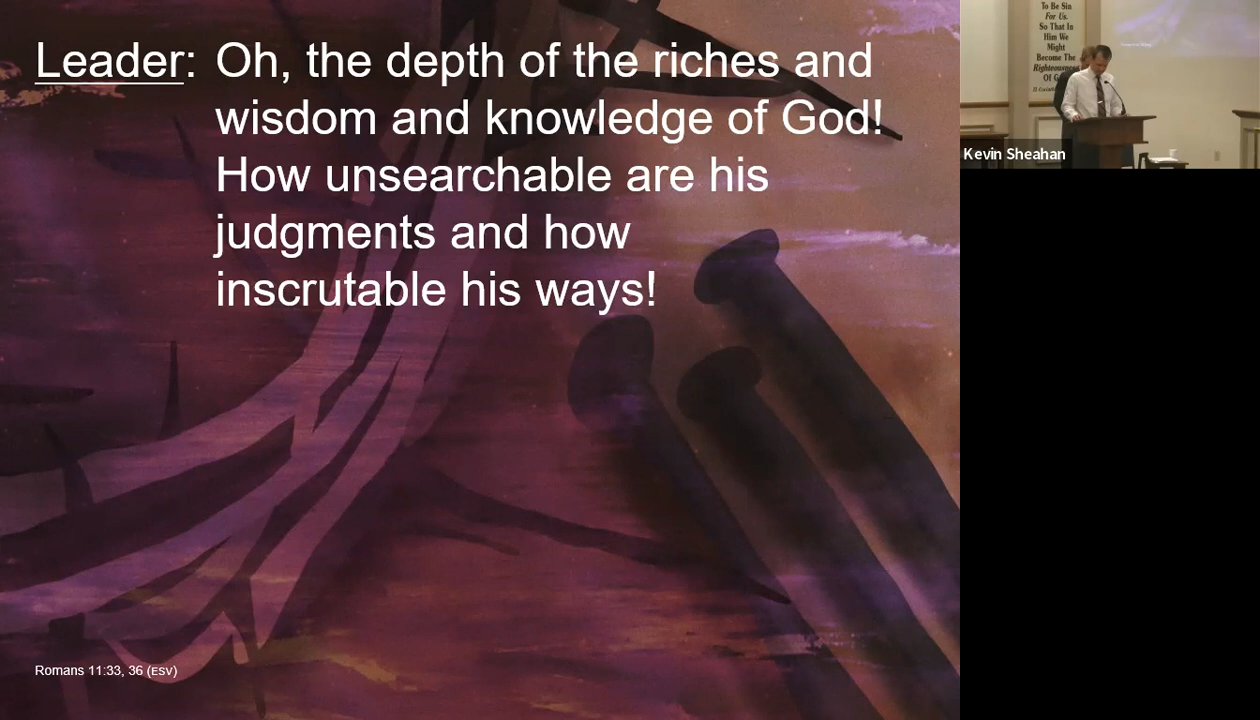 Leader: Oh, the depth of the riches and
wisdom and knowledge of God!
How unsearchable are his
judgments and how
inscrutable his ways!
Romans 11:33, 36 (ESV)
To Be Sin
For Us,
So That In
Him We
Might
Become The
Righteousness
Of
Kevin Sheahan